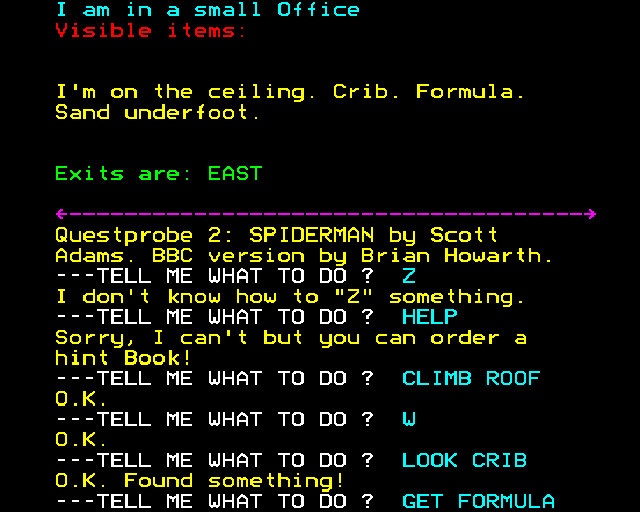 I am in a small Office
Visible items:
I'm on the ceiling. Crib. Formula.
Sand underfoot.
Exits are: EAST
<--------------------------------------->
Questprobe 2: SPIDERMAN by Scott
Adams. BBC version by Brian Howarth.
---TELL ME WHAT TO DO ?  Z
I don't know how to "Z" something.
---TELL ME WHAT TO DO ?  HELP
Sorry, I can't but you can order a
hint Book!
---TELL ME WHAT TO DO ?  CLIMB ROOF
O.K.
---TELL ME WHAT TO DO ?  W
O.K.
---TELL ME WHAT TO DO ?  LOOK CRIB
O.K. Found something!
---TELL ME WHAT TO DO ?  GET FORMULA